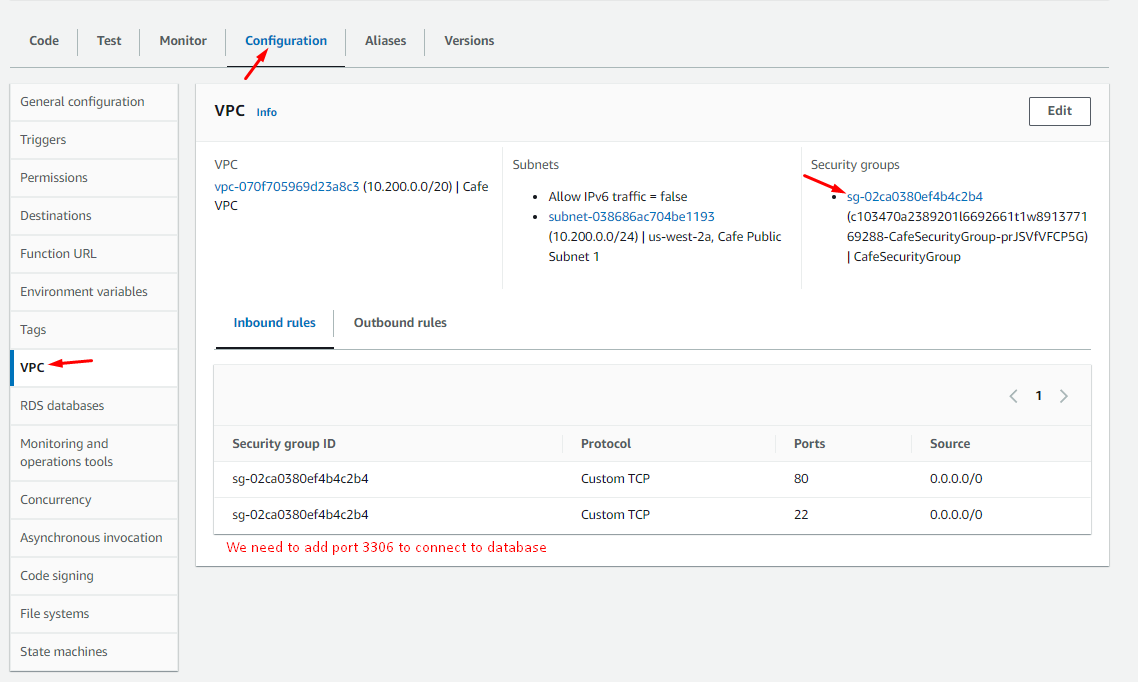 Code
Test
Monitor
Configuration
Aliases
Versions
General configuration
Triggers
Permissions
Destinations
Function URL
Environment variables
Tags
VPC
RDS databases
Monitoring and
operations tools
Concurrency
Asynchronous invocation
Code signing
File systems
State machines
VPC Info
Edit
VPC
vpc-070f705969d23a8c3 (10.200.0.0/20) | Cafe
VPC
Subnets
Allow IPv6 traffic = false
subnet-038686ac704be1193
(10.200.0.0/24) | us-west-2a, Cafe Public
Subnet 1
Security groups
sg-02ca0380ef4b4c2b4
(c103470a2389201l6692661t1w8913771
69288-CafeSecurityGroup-prJSVfVFCP5G)
| CafeSecurityGroup
Inbound rules
Outbound rules
1
Security group ID Protocol Ports Source
sg-02ca0380ef4b4c2b4 Custom TCP 80 0.0.0.0/0
sg-02ca0380ef4b4c2b4 Custom TCP 22 0.0.0.0/0
We need to add port 3306 to connect to database